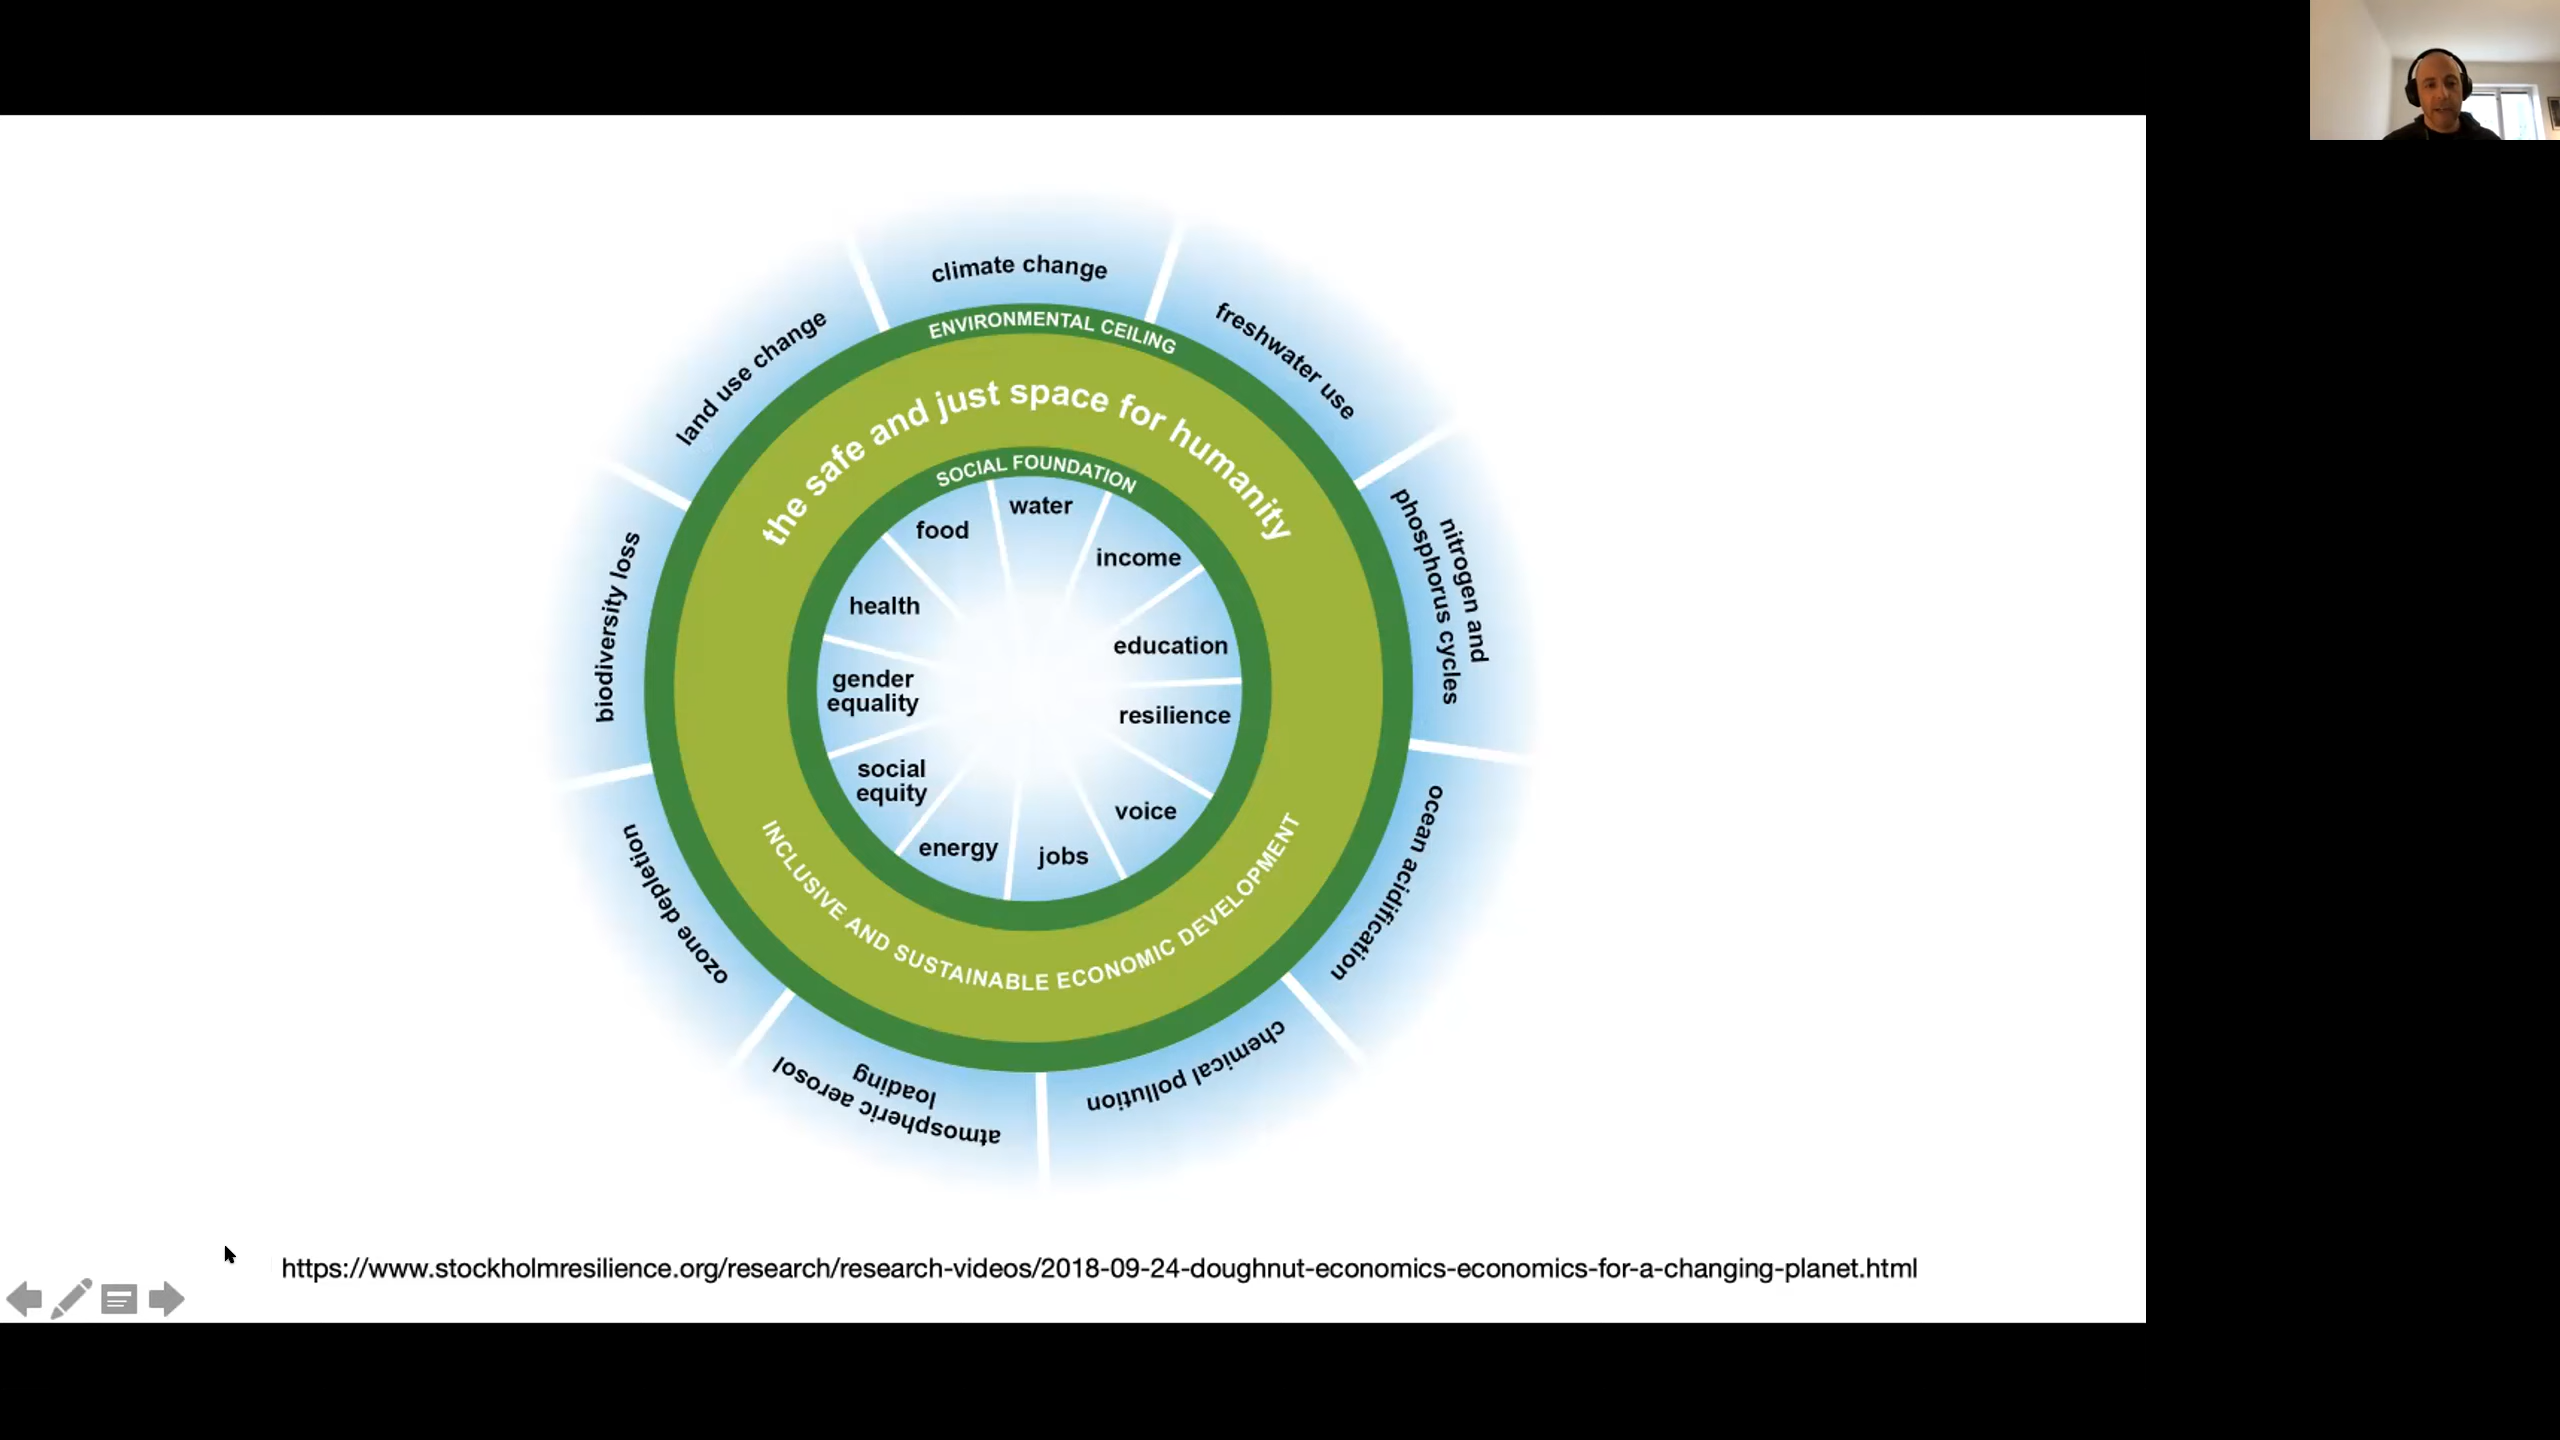 climate change
freshwater use
nitrogen and
phosphorus cycles
ocean acidification
chemical pollution
atmospheric aerosol
loading
ozone depletion
biodiversity loss
land use change
ENVIRONMENTAL CEILING
the safe and just space for humanity
SOCIAL FOUNDATION
water
income
education
resilience
voice
jobs
energy
social
equity
gender
equality
health
food
INCLUSIVE AND SUSTAINABLE ECONOMIC DEVELOPMENT
https://www.stockholmresilience.org/research/research-videos/2018-09-24-doughnut-economics-economics-for-a-changing-planet.html